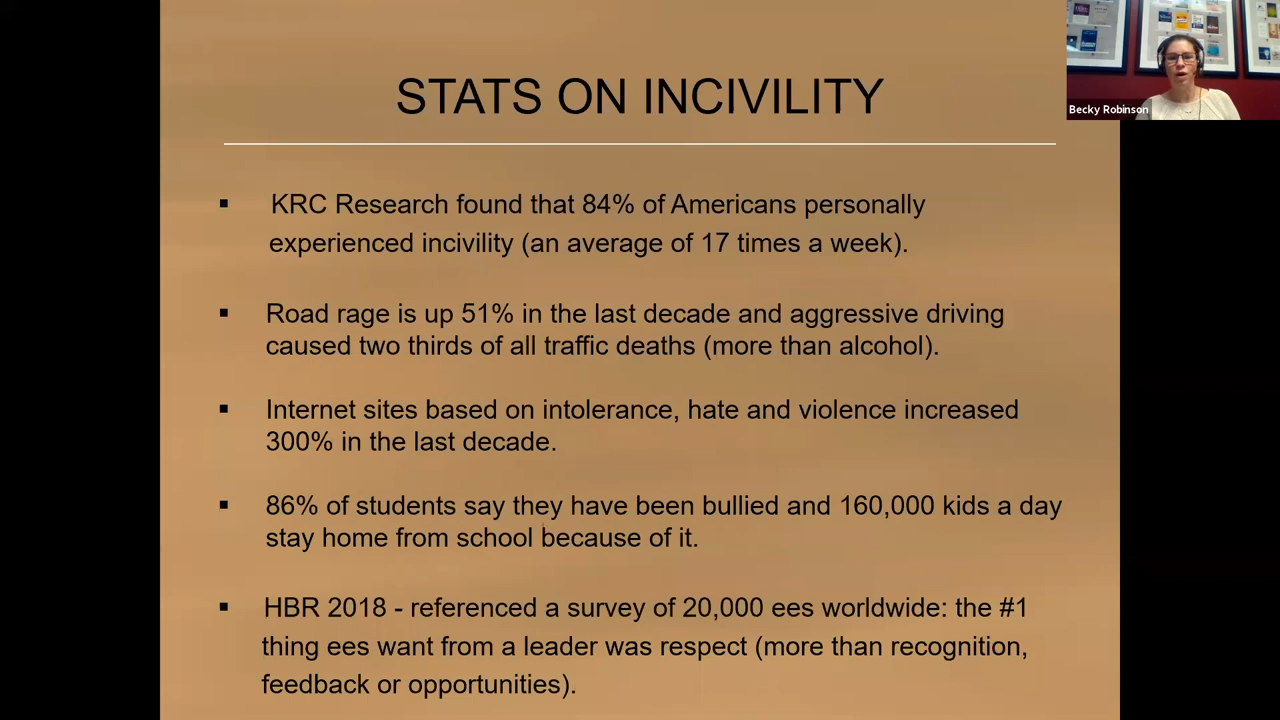 STATS ON INCIVILITY
Becky Robinson
▪ KRC Research found that 84% of Americans personally
experienced incivility (an average of 17 times a week).
▪ Road rage is up 51% in the last decade and aggressive driving
caused two thirds of all traffic deaths (more than alcohol).
▪ Internet sites based on intolerance, hate and violence increased
300% in the last decade.
▪ 86% of students say they have been bullied and 160,000 kids a day
stay home from school because of it.
▪ HBR 2018 - referenced a survey of 20,000 ees worldwide: the #1
thing ees want from a leader was respect (more than recognition,
feedback or opportunities).